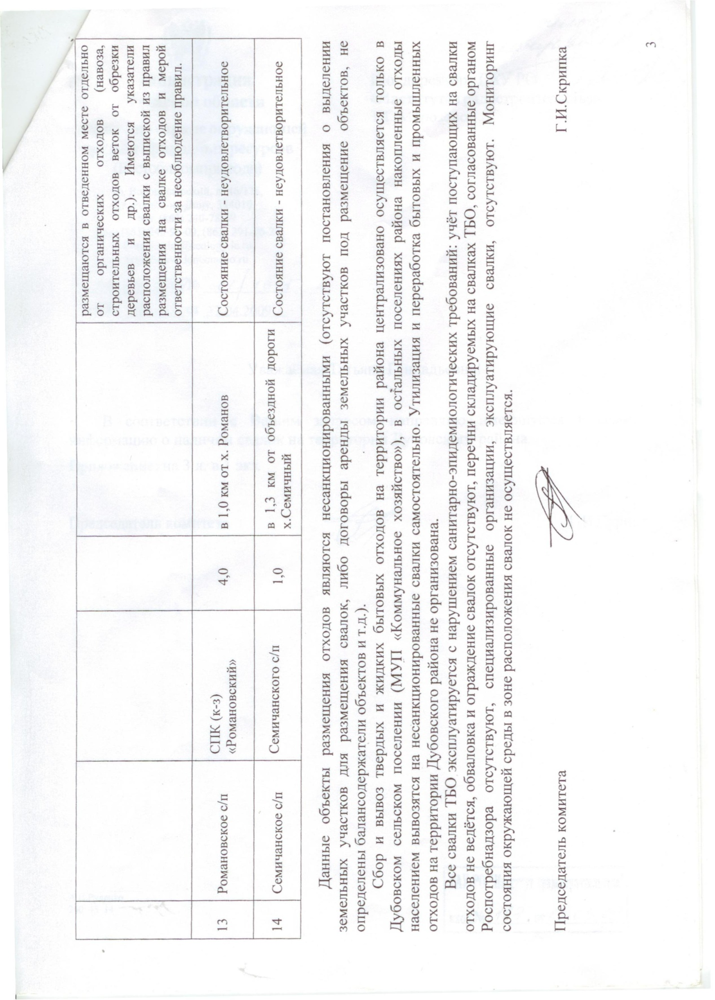 размещаются в отведенном месте отдельно
от органических отходов (навоза,
строительных отходов, веток от обрезки
деревьев и др.). Имеются указатели
расположения свалки с выпиской из правил
размещения на свалке отходов и мерой
ответственности за несоблюдение правил.
13 Романовское с/п СПК (к-з) «Романовский» 4,0 в 1,0 км от х. Романов Состояние свалки - неудовлетворительное
14 Семичанское с/п Семичанского с/п 1,0 в 1,3 км от объездной дороги х.Семичный Состояние свалки - неудовлетворительное
Данные объекты размещения отходов являются несанкционированными (отсутствуют постановления о выделении
земельных участков для размещения свалок, либо договоры аренды земельных участков под размещение объектов, не
определены балансодержатели объектов и т.д.).
Сбор и вывоз твердых и жидких бытовых отходов на территории района централизовано осуществляется только в
Дубовском сельском поселении (МУП «Коммунальное хозяйство»), в остальных поселениях района накопленные отходы
населением вывозятся на несанкционированные свалки самостоятельно. Утилизация и переработка бытовых и промышленных
отходов на территории Дубовского района не организована.
Все свалки ТБО эксплуатируется с нарушением санитарно-эпидемиологических требований: учёт поступающих на свалки
отходов не ведётся, обваловка и ограждение свалок отсутствуют, перечни складируемых на свалках ТБО, согласованные органом
Роспотребнадзора отсутствуют, специализированные организации, эксплуатирующие свалки, отсутствуют. Мониторинг
состояния окружающей среды в зоне расположения свалок не осуществляется.
Председатель комитета Г.И.Скрипка
3